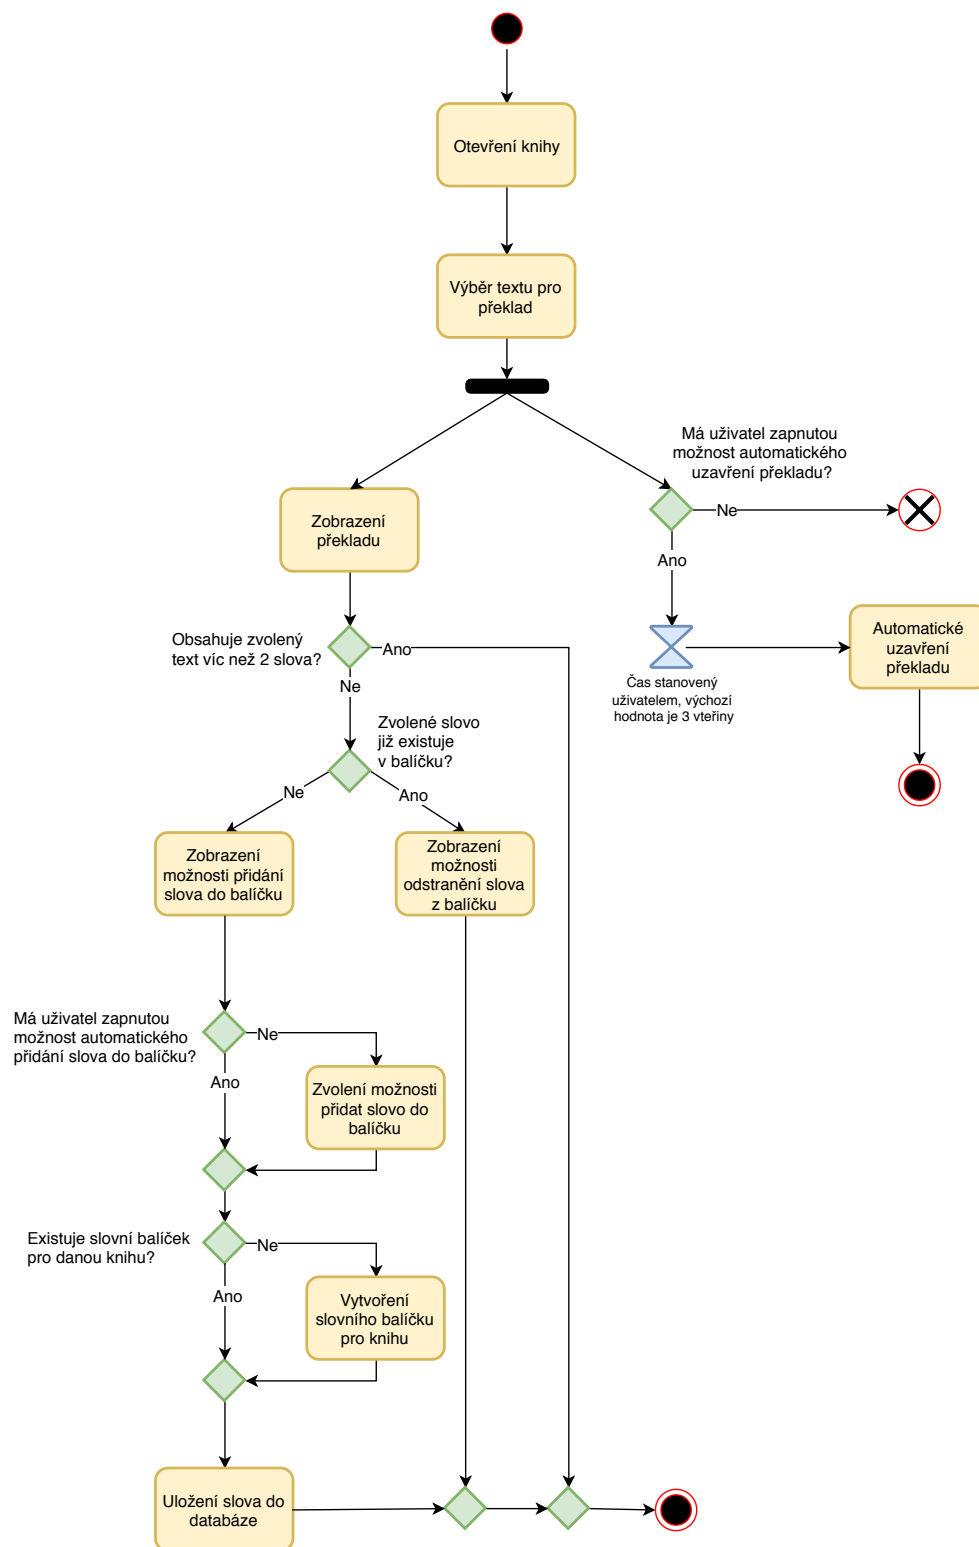 Otevření knihy
Výběr textu pro
překlad
Má uživatel zapnutou
možnost automatického
uzavření překladu?
Ne
Ano
Zobrazení
překladu
Automatické
uzavření
překladu
Čas stanovený
uživatelem, výchozí
hodnota je 3 vteřiny
Obsahuje zvolený
text víc než 2 slova?
Ano
Ne
Zvolené slovo
již existuje
v balíčku?
Ne
Ano
Zobrazení
možnosti přidání
slova do balíčku
Zobrazení
možnosti
odstranění slova
z balíčku
Má uživatel zapnutou
možnost automatického
přidání slova do balíčku?
Ne
Ano
Zvolení možnosti
přidat slovo do
balíčku
Existuje slovní balíček
pro danou knihu?
Ne
Ano
Vytvoření
slovního balíčku
pro knihu
Uložení slova do
databáze